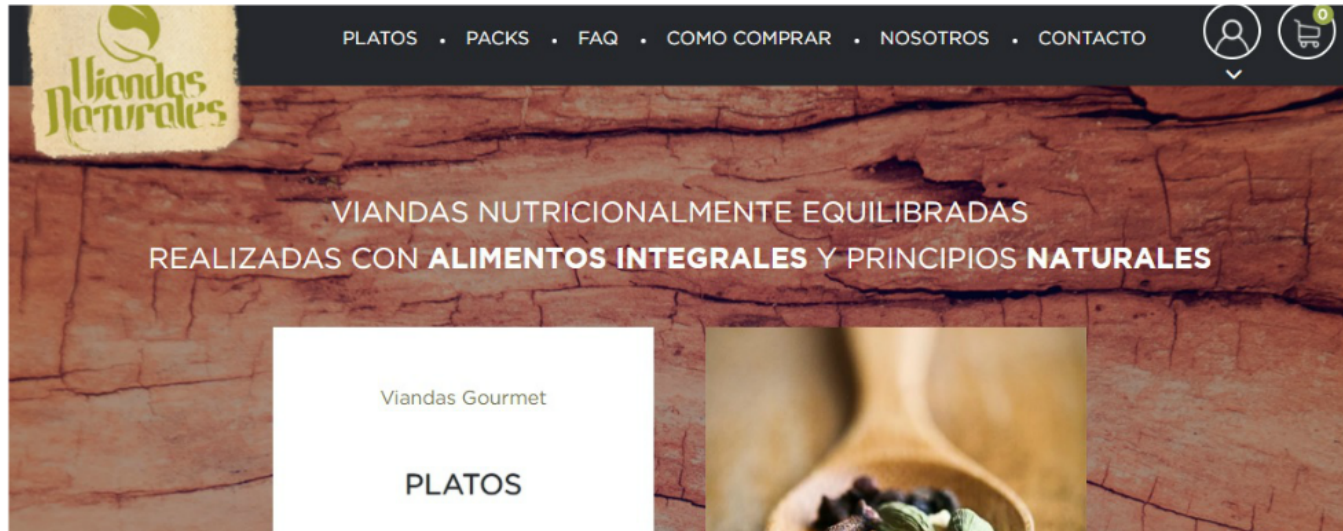 Viandas
Naturales
PLATOS • PACKS • FAQ • COMO COMPRAR • NOSOTROS • CONTACTO
0
VIANDAS NUTRICIONALMENTE EQUILIBRADAS
REALIZADAS CON ALIMENTOS INTEGRALES Y PRINCIPIOS NATURALES
Viandas Gourmet
PLATOS